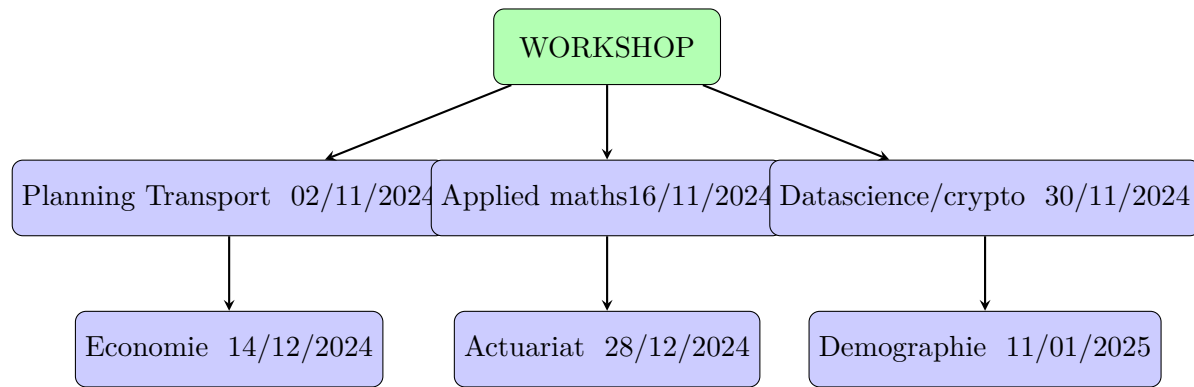 WORKSHOP
Planning Transport 02/11/2024
Applied maths16/11/2024
Datascience/crypto 30/11/2024
Economie 14/12/2024
Actuariat 28/12/2024
Demographie 11/01/2025